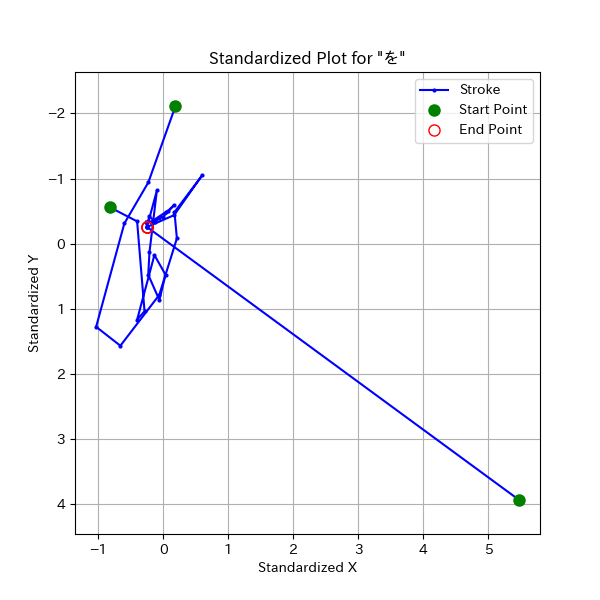 Standardized Plot for "を"
Stroke
Start Point
End Point
−2
−1
0
1
2
3
4
Standardized Y
−1 0 1 2 3 4 5
Standardized X